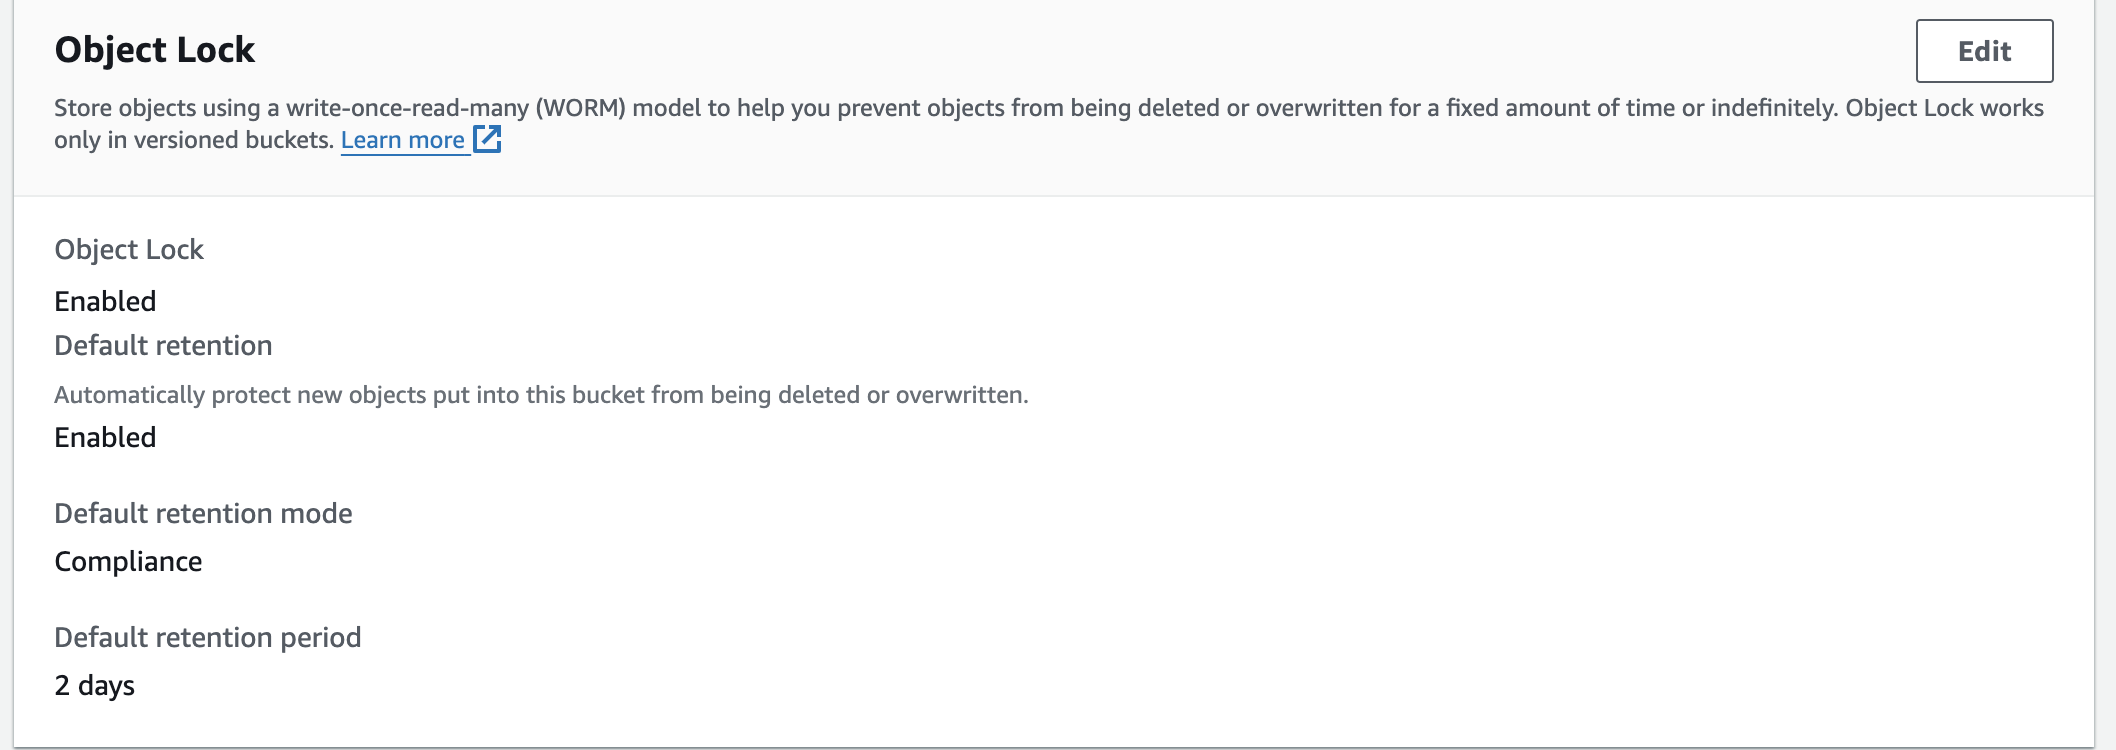 Object Lock
Edit
Store objects using a write-once-read-many (WORM) model to help you prevent objects from being deleted or overwritten for a fixed amount of time or indefinitely. Object Lock works
only in versioned buckets. Learn more
Object Lock
Enabled
Default retention
Automatically protect new objects put into this bucket from being deleted or overwritten.
Enabled
Default retention mode
Compliance
Default retention period
2 days